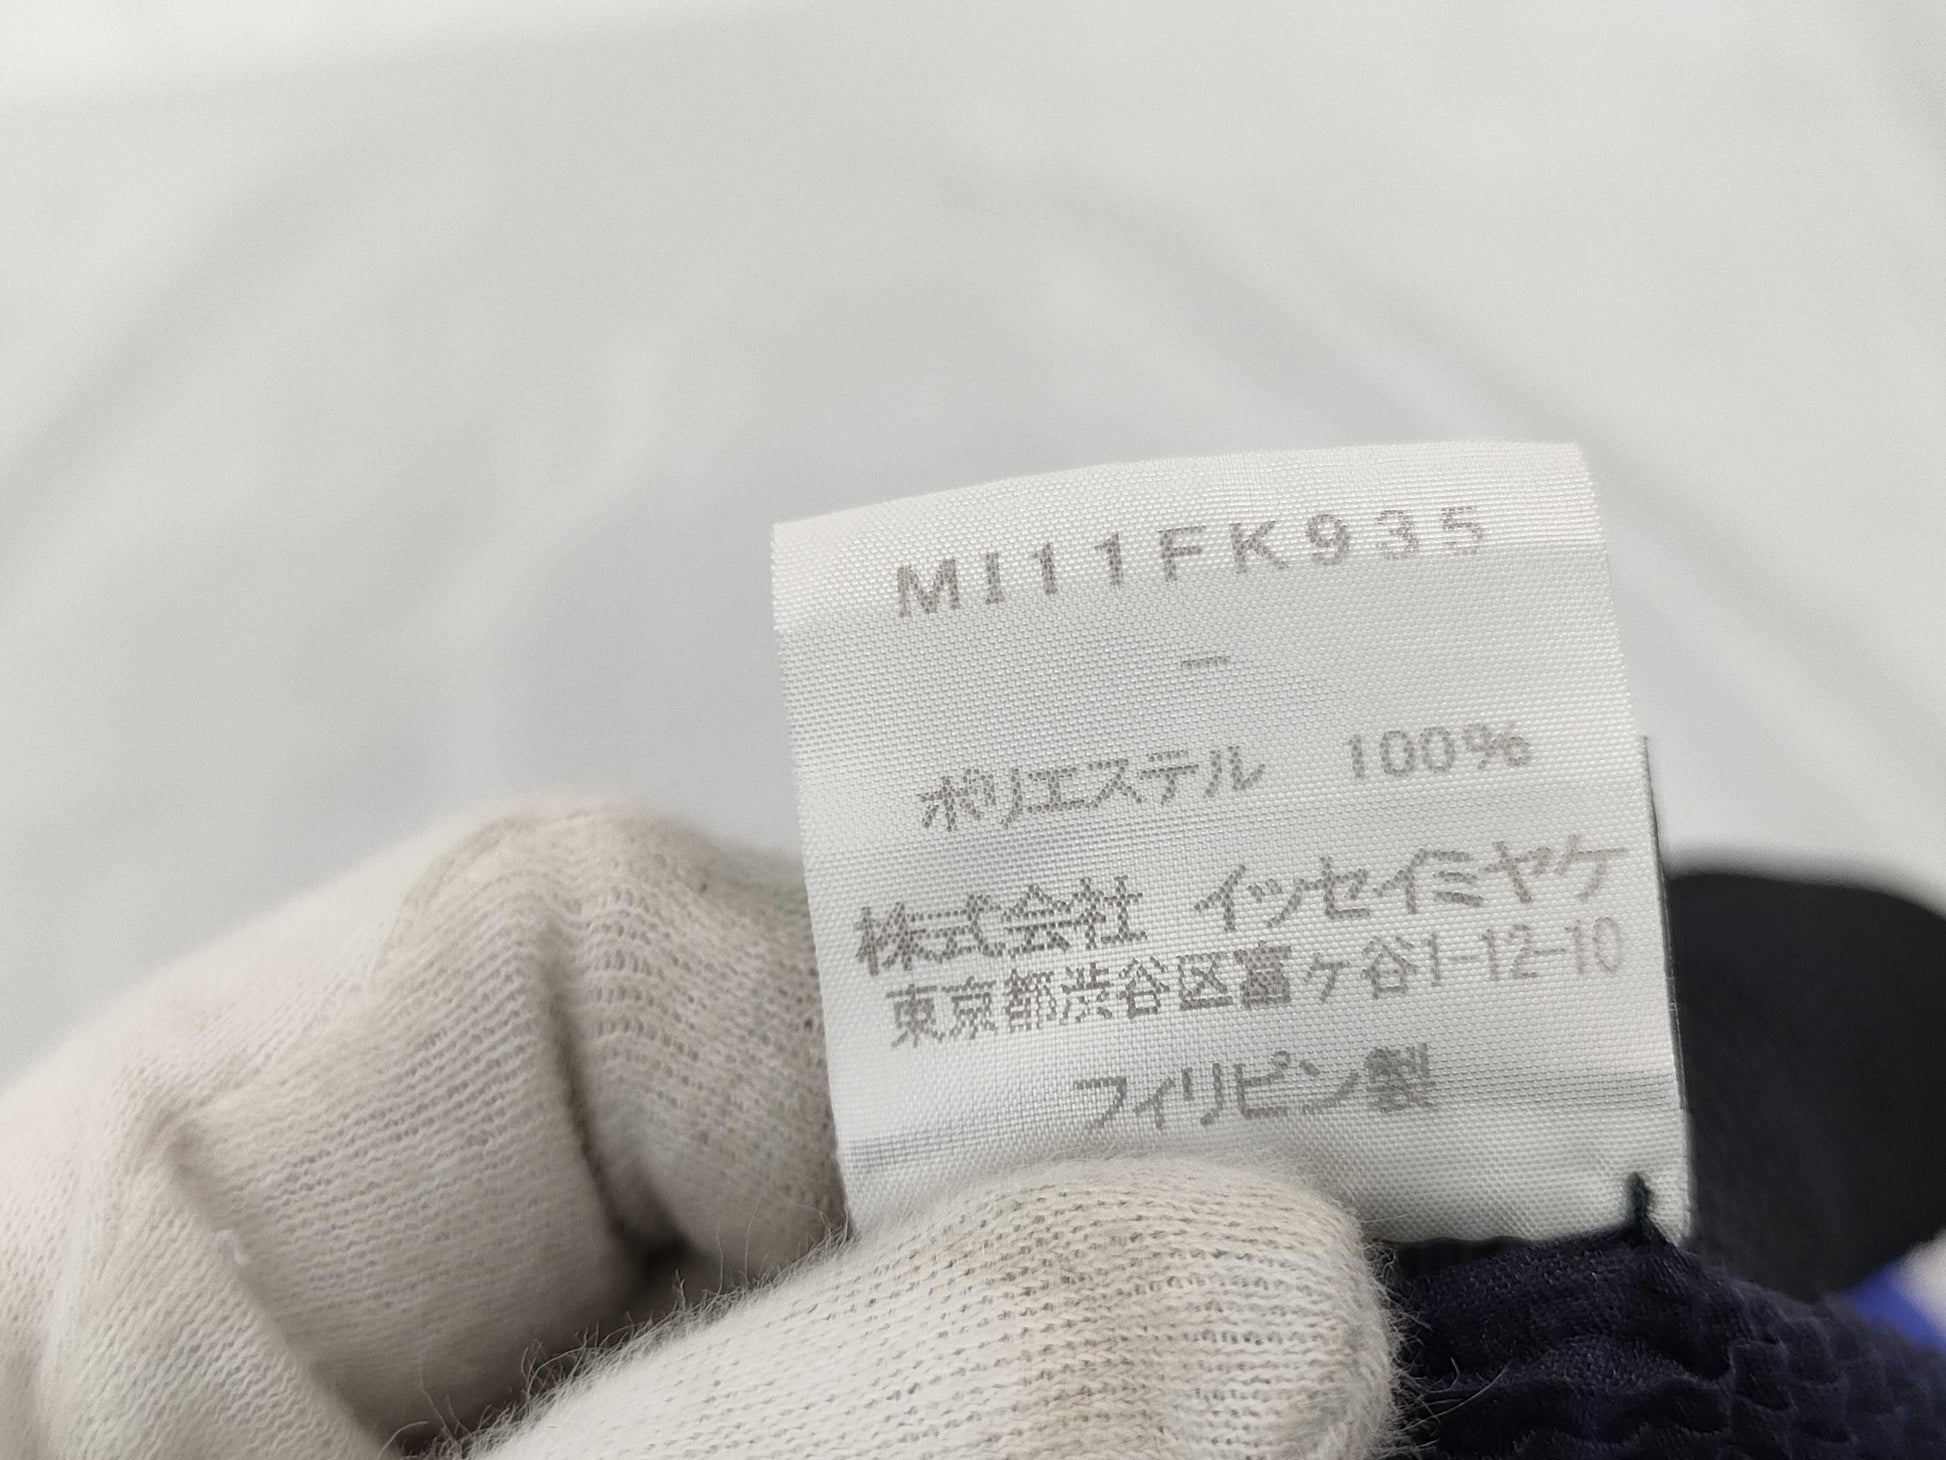 MI11FK935
－
ポリエステル 100%
株式会社 イッセイミヤケ
東京都渋谷区富ケ谷1-12-10
フィリピン製